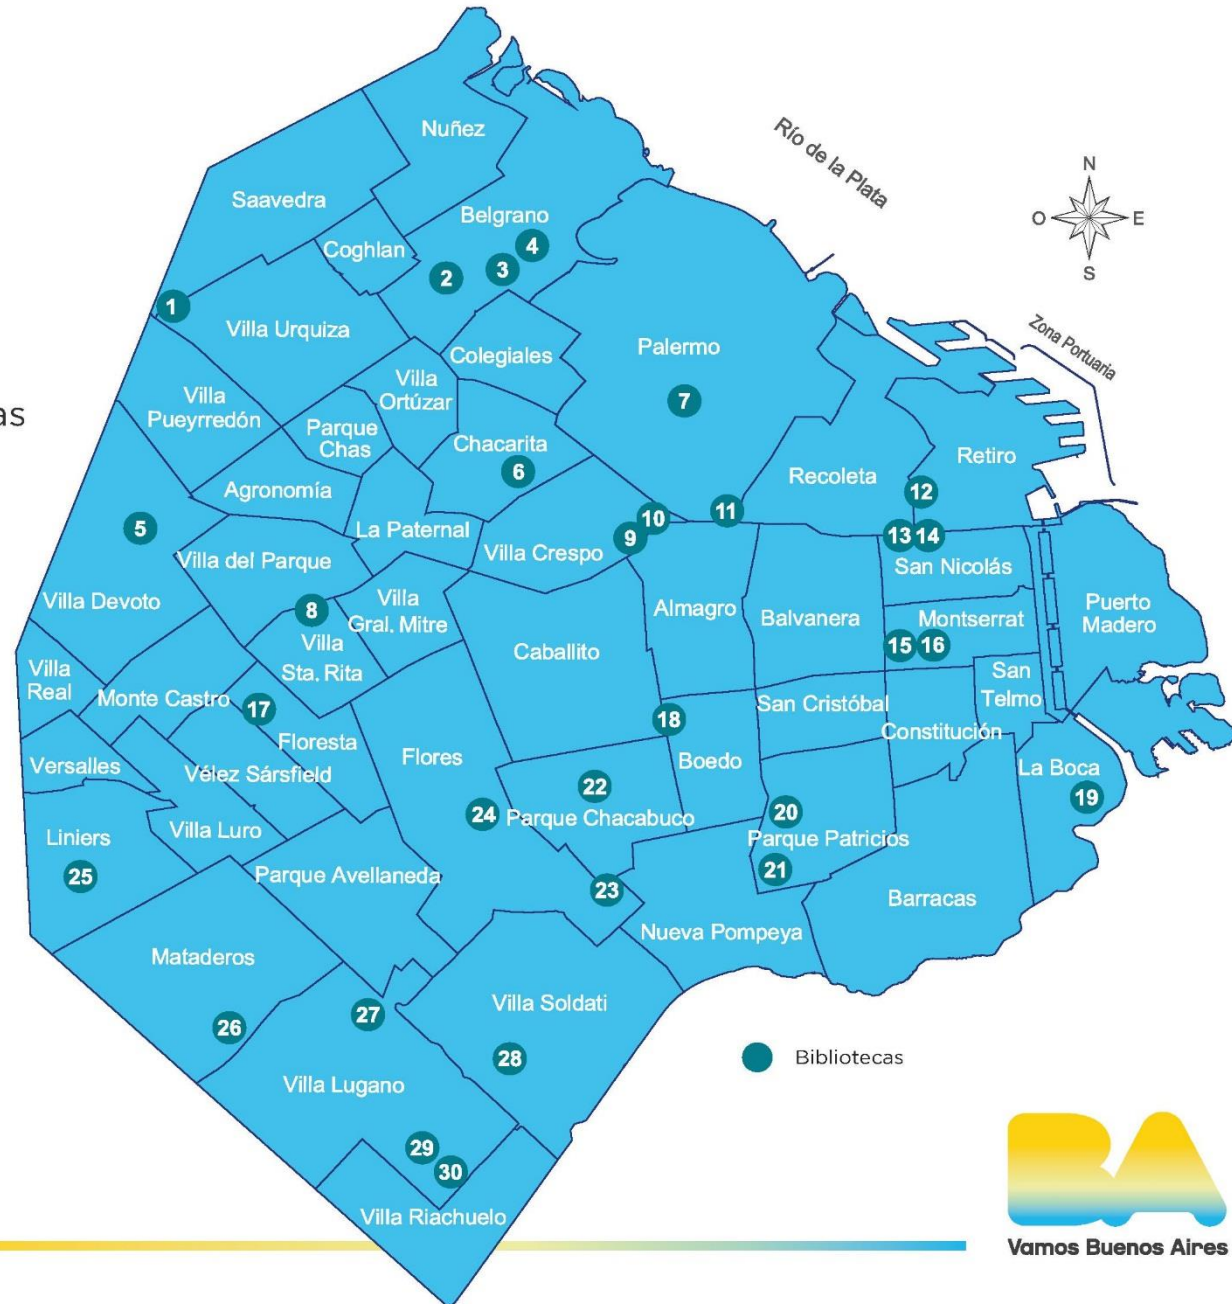 Río de la Plata
N
O
E
S
Zona Portuaria
Nuñez
Saavedra
Belgrano
Coghlan
4
3
2
1
Villa Urquiza
Colegiales
Palermo
Villa
Ortúzar
Villa
Pueyrredón
7
as
Parque
Chas
Chacarita
6
Recoleta
Retiro
Agronomía
12
5
La Paternal
10
11
9
13
14
Villa Crespo
Villa del Parque
San Nicolás
Villa Devoto
8
Villa
Gral. Mitre
Almagro
Balvanera
Montserrat
Puerto
Madero
15
16
Villa
Sta. Rita
Caballito
Villa
Real
Monte Castro
17
San
Telmo
San Cristóbal
18
Constitución
Floresta
Flores
Boedo
Versalles
Vélez Sársfield
La Boca
19
22
24
Parque Chacabuco
20
Parque Patricios
21
Liniers
Villa Luro
25
Parque Avellaneda
23
Barracas
Nueva Pompeya
Mataderos
Villa Soldati
27
26
28
Bibliotecas
Villa Lugano
29
30
Villa Riachuelo
BA
Vamos Buenos Aires